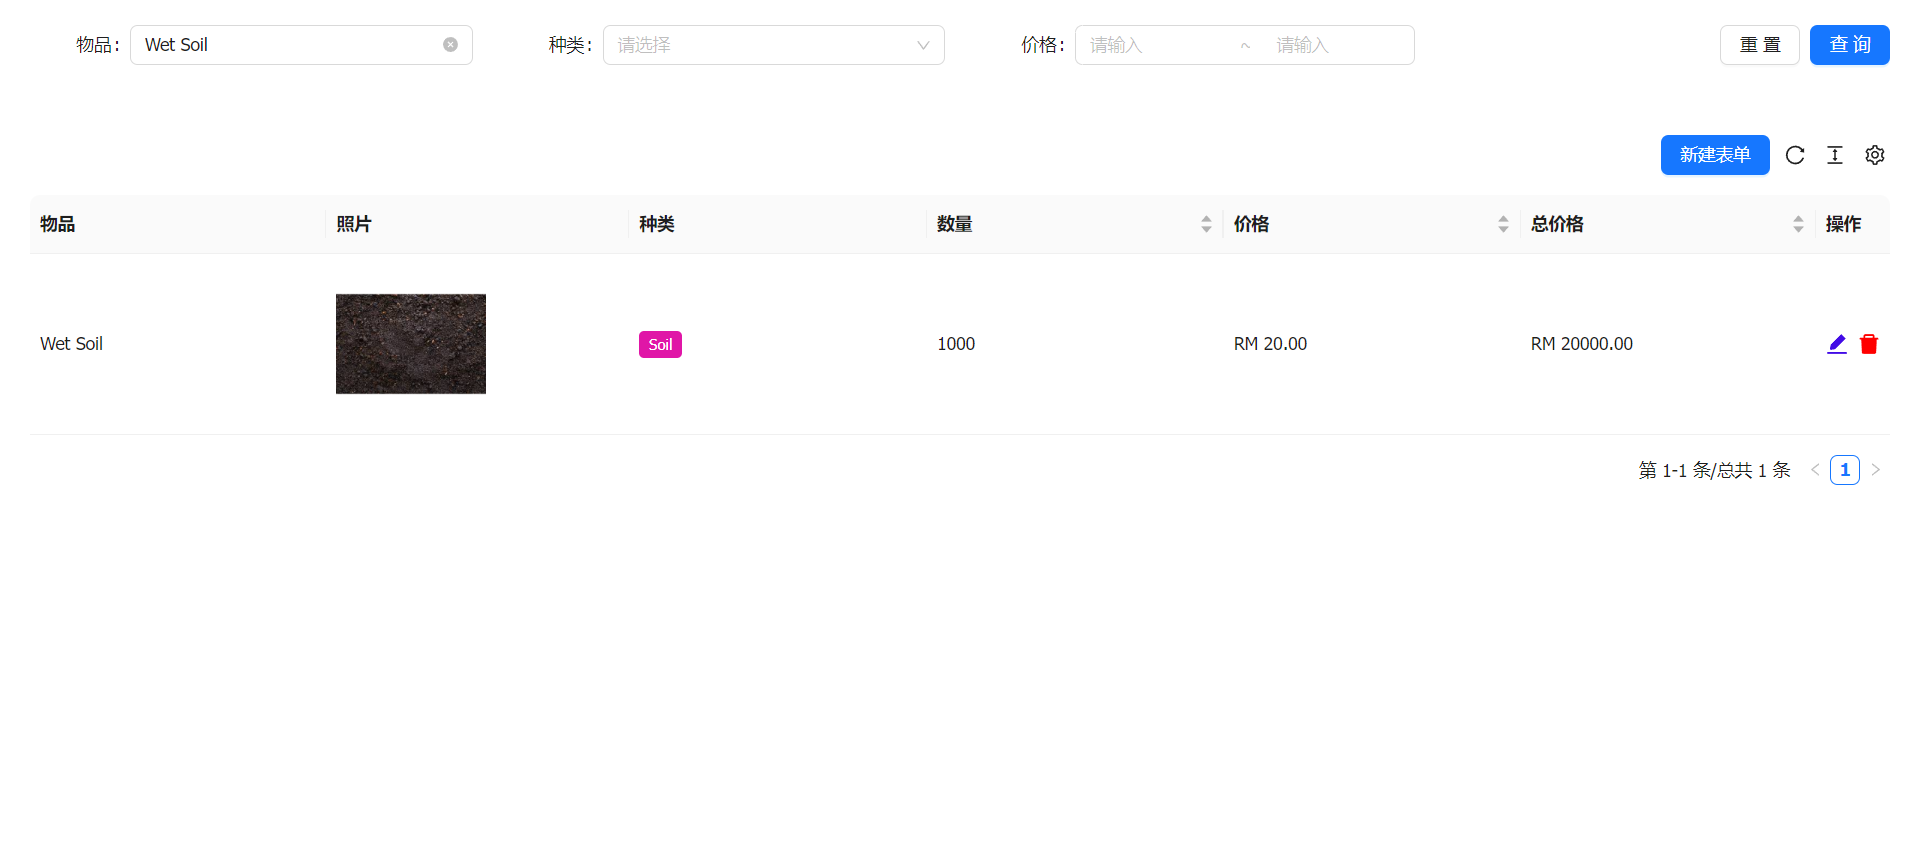 物品： Wet Soil 种类： 请选择 价格： 请输入 ~ 请输入 重 置 查 询
新建表单
物品 照片 种类 数量 价格 总价格 操作
Wet Soil Soil 1000 RM 20.00 RM 20000.00
第 1-1 条/总共 1 条 < 1 >